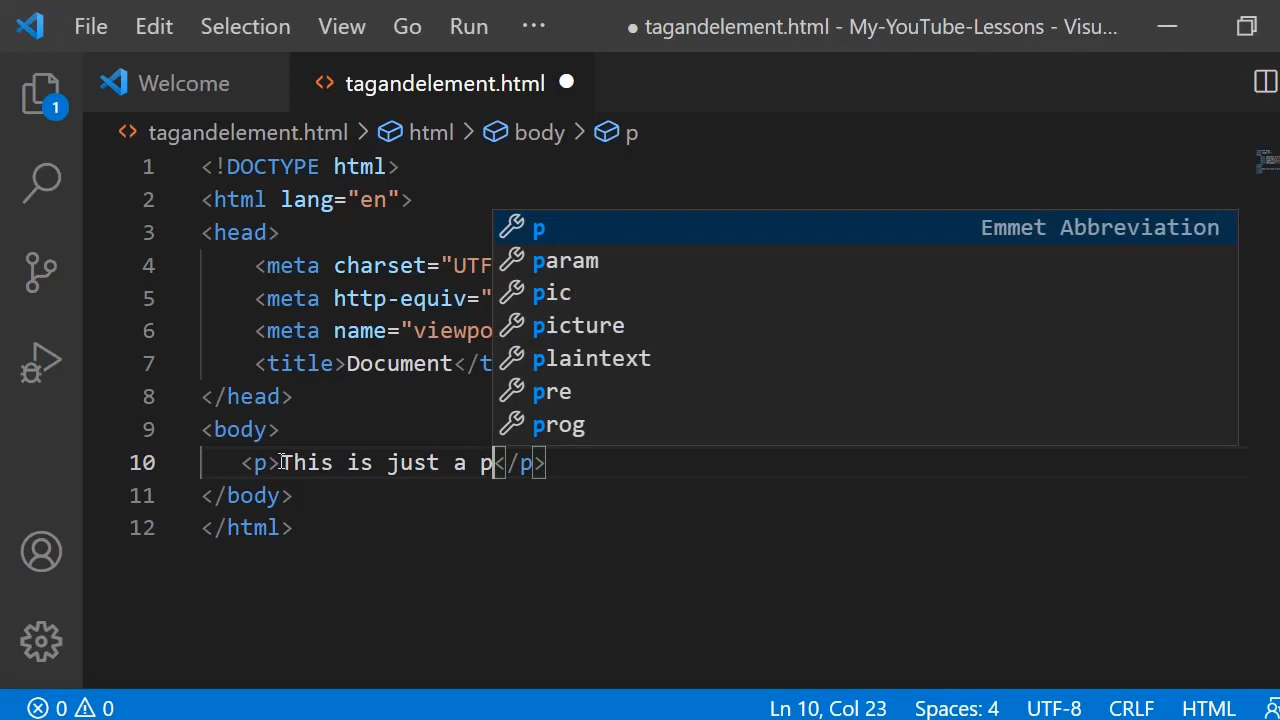 File Edit Selection View Go Run ··· ● tagandelement.html - My-YouTube-Lessons - Visu...
1
Welcome <> tagandelement.html ●
<> tagandelement.html > html > body > p
1 <!DOCTYPE html>
2 <html lang="en">
3 <head>
p Emmet Abbreviation
param
4 <meta charset="UTF
pic
5 <meta http-equiv="
picture
6 <meta name="viewpo
plaintext
7 <title>Document</t
pre
8 </head>
prog
9 <body>
10 <p>This is just a p</p>
11 </body>
12 </html>
0 0 Ln 10, Col 23 Spaces: 4 UTF-8 CRLF HTML